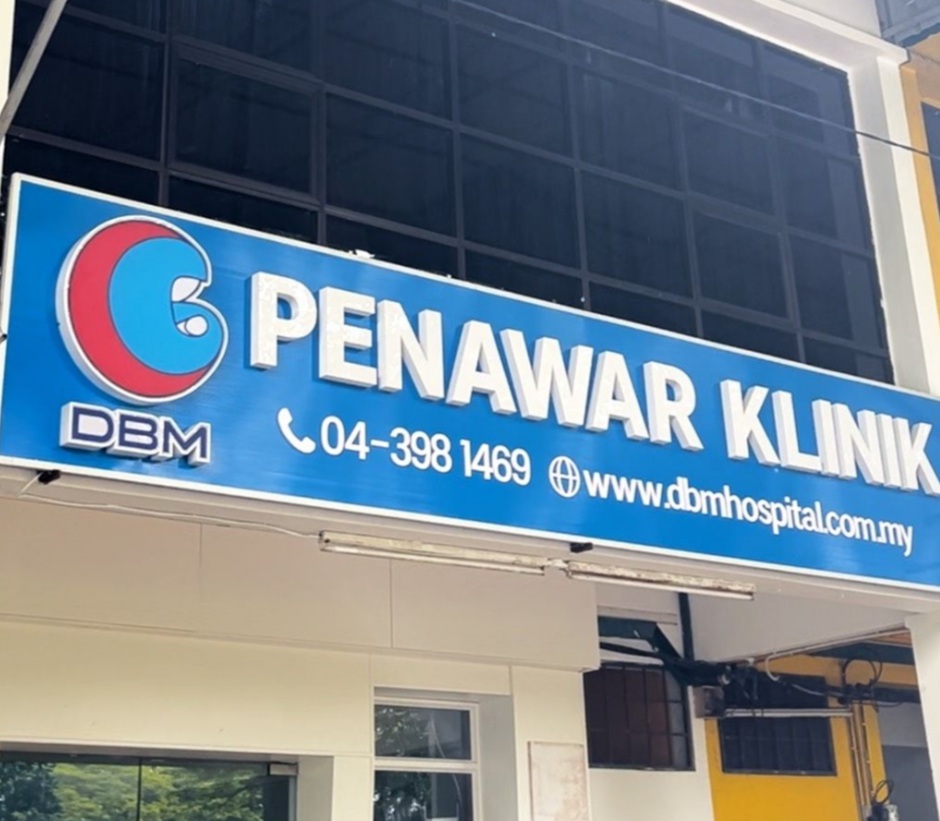 PENAWAR KLINIK
DBM
04-398 1469 www.dbmhospital.com.my